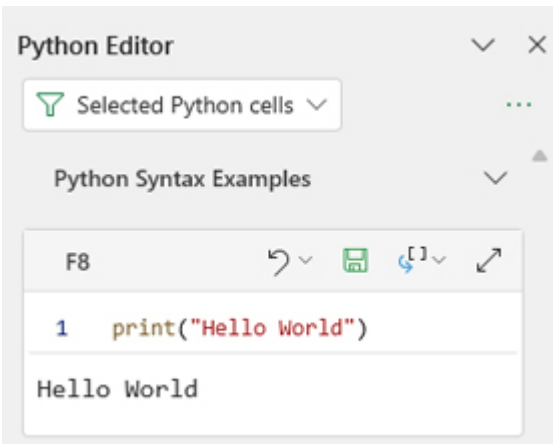 Python Editor
Selected Python cells
Python Syntax Examples
F8
1 print("Hello World")
Hello World